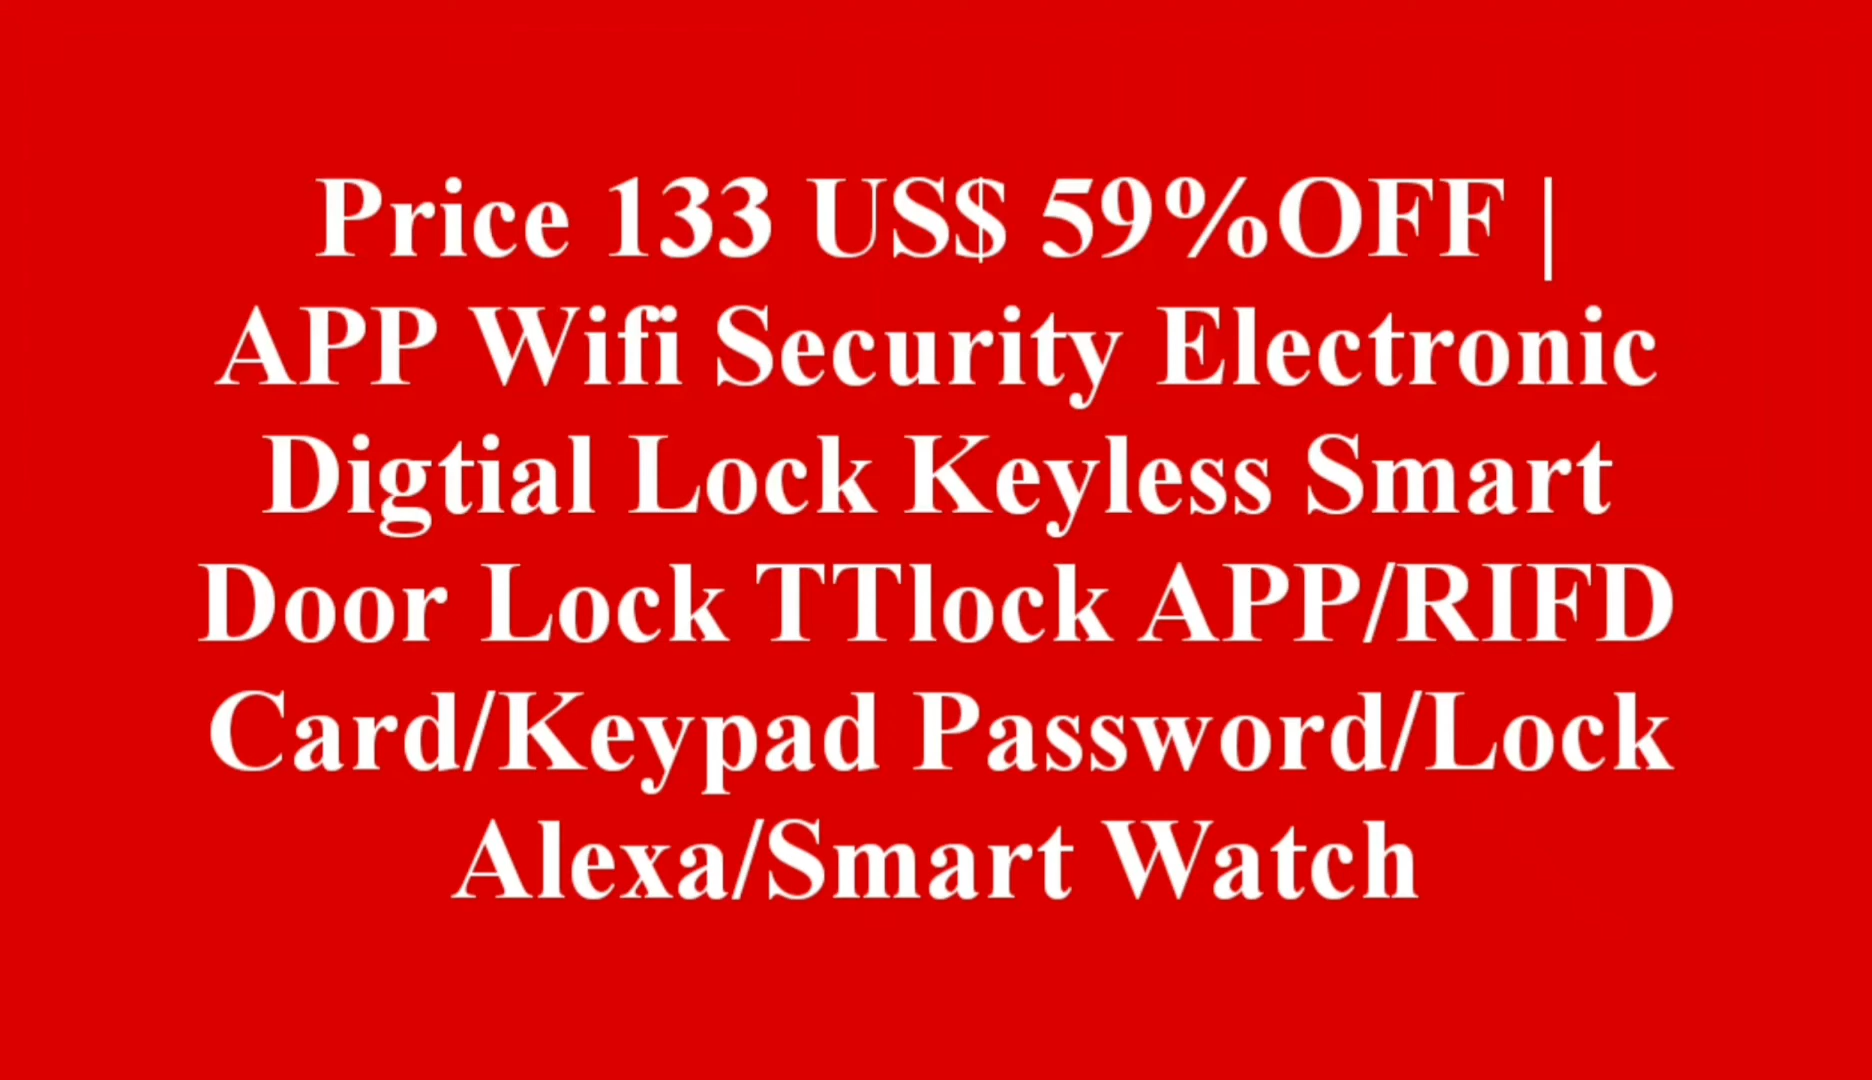 Price 133 US$ 59%OFF |
APP Wifi Security Electronic
Digtial Lock Keyless Smart
Door Lock TTlock APP/RIFD
Card/Keypad Password/Lock
Alexa/Smart Watch